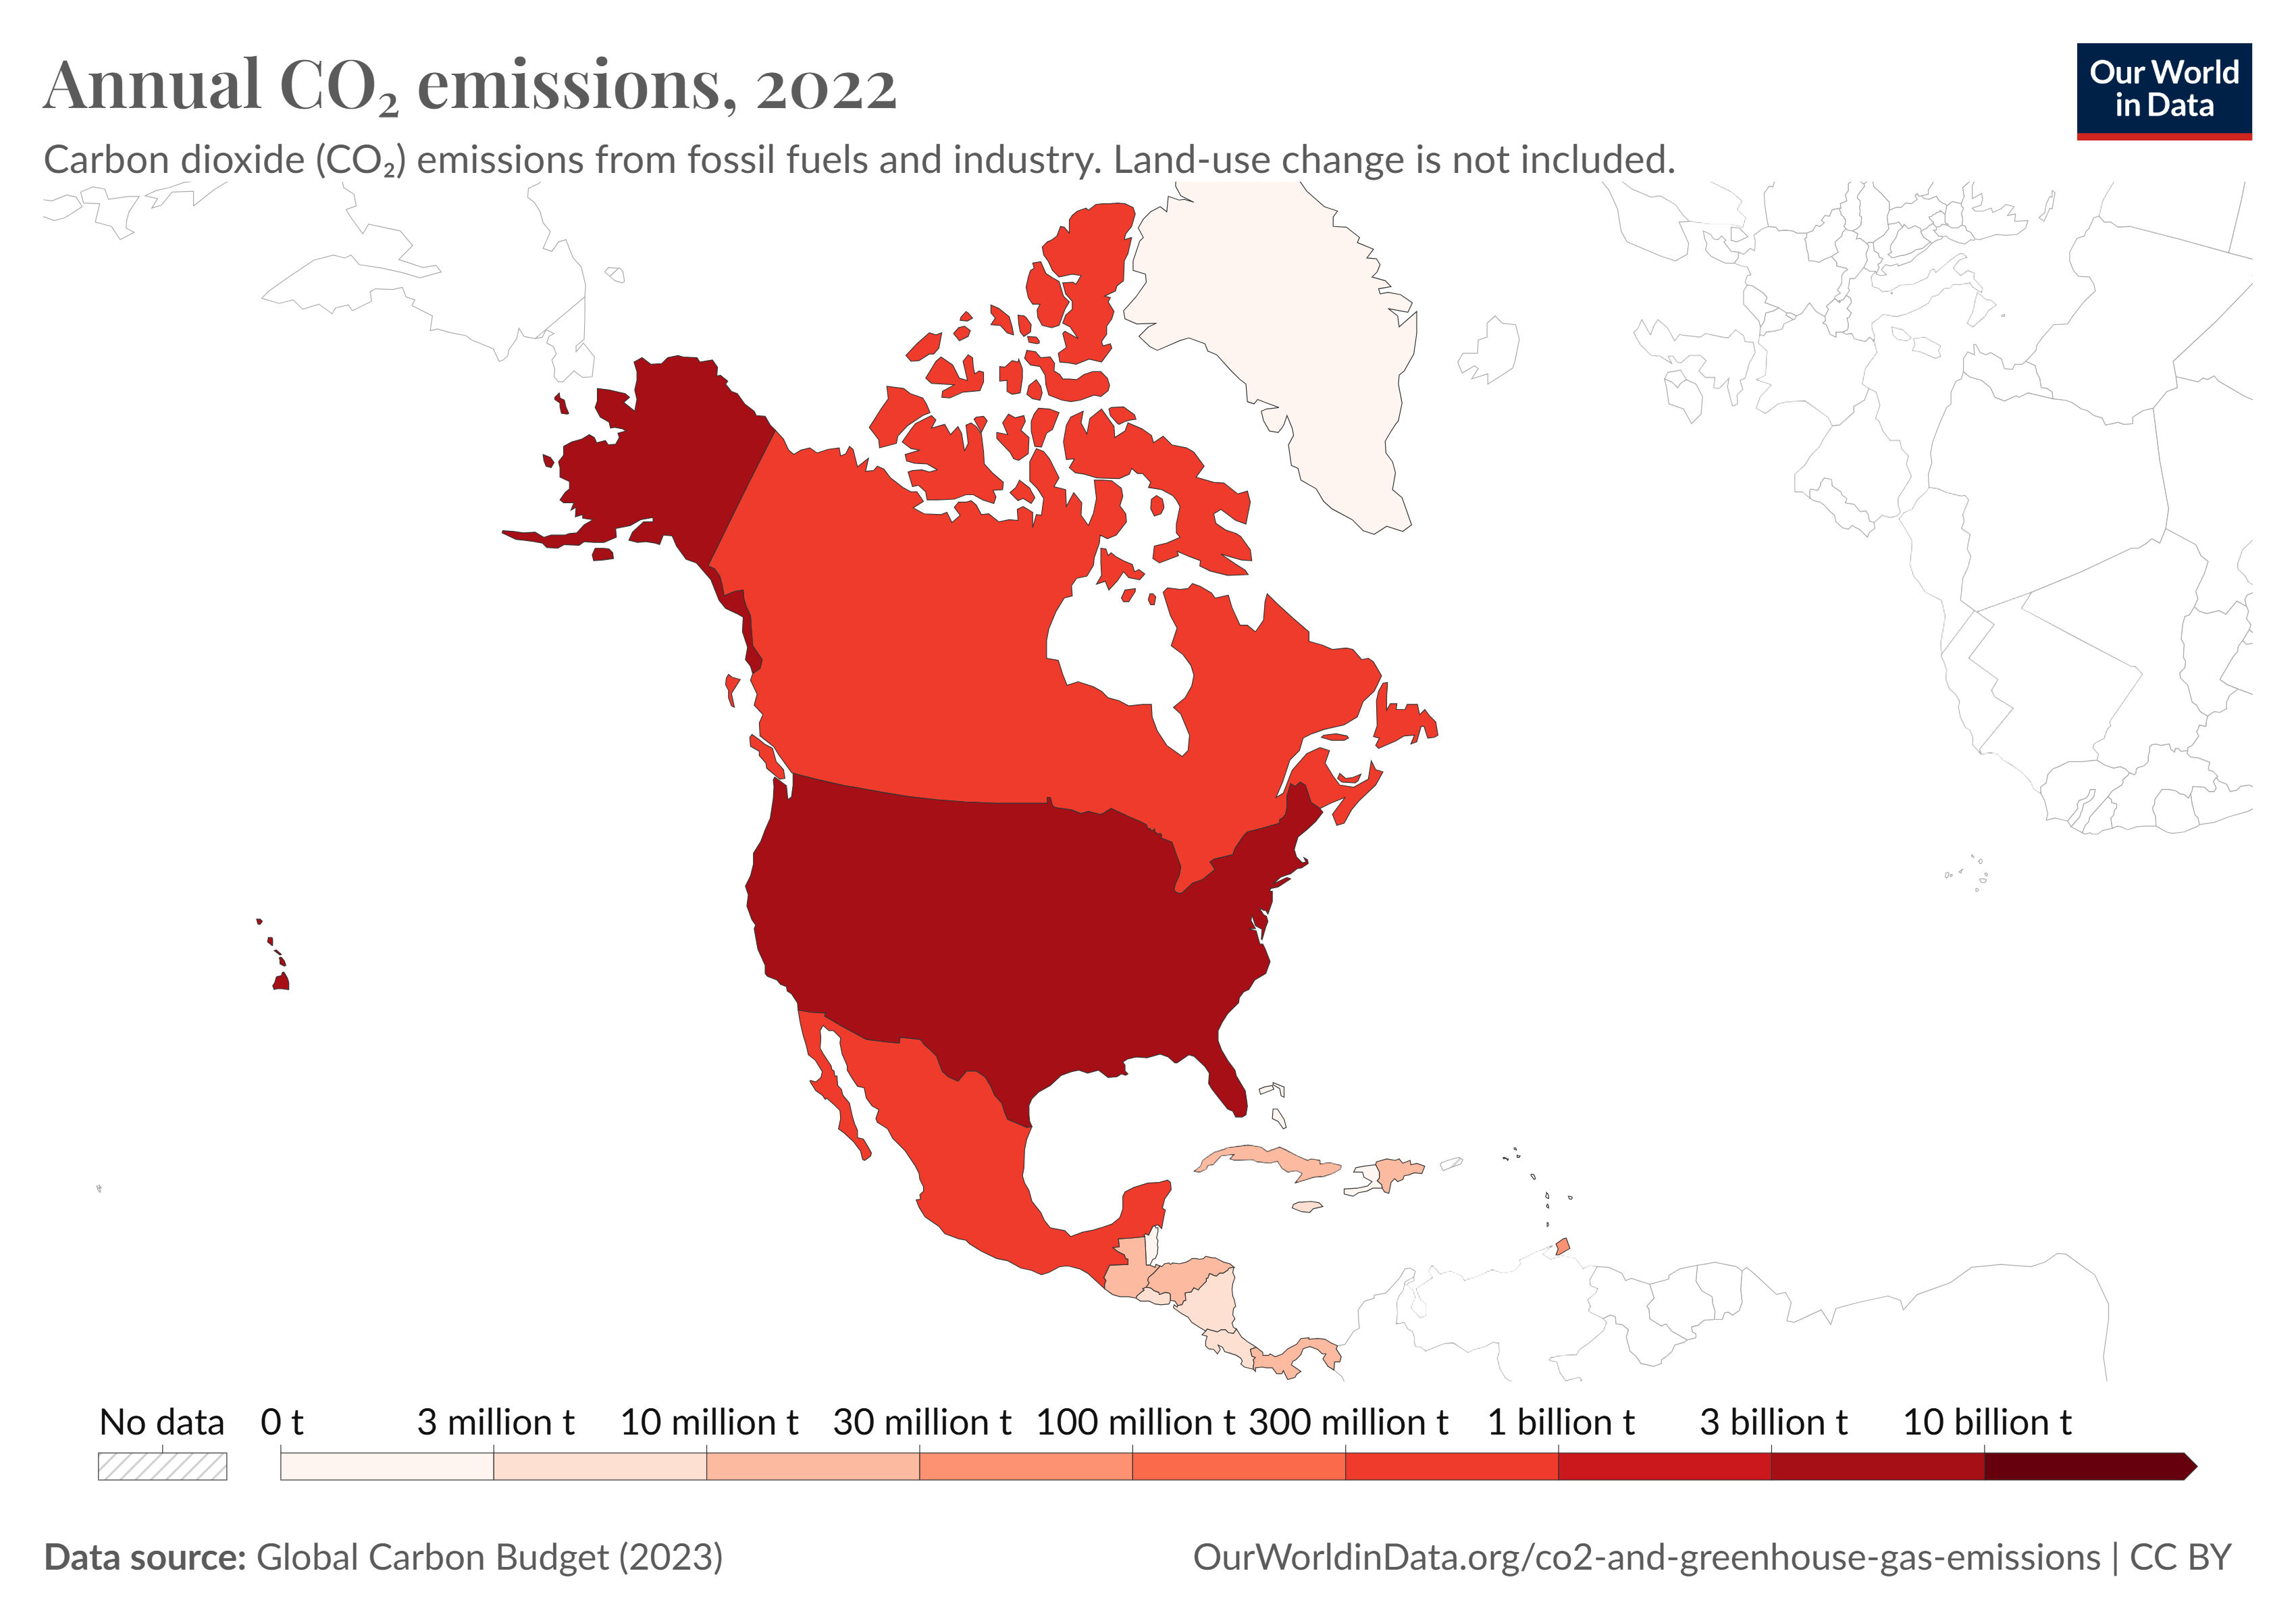 Annual CO₂ emissions, 2022
Our World
in Data
Carbon dioxide (CO₂) emissions from fossil fuels and industry. Land-use change is not included.
No data 0 t 3 million t 10 million t 30 million t 100 million t 300 million t 1 billion t 3 billion t 10 billion t
Data source: Global Carbon Budget (2023) OurWorldinData.org/co2-and-greenhouse-gas-emissions | CC BY